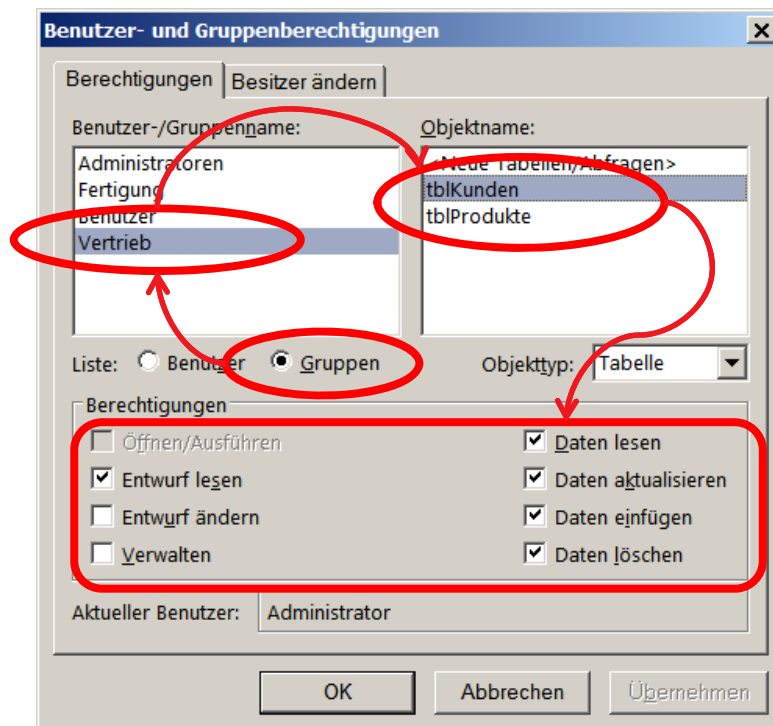 Benutzer- und Gruppenberechtigungen
Berechtigungen Besitzer ändern
Benutzer-/Gruppenname: Objektname:
Administratoren <Neue Tabellen/Abfragen>
Fertigung tblKunden
Benutzer tblProdukte
Vertrieb
Liste: Benutzer Gruppen Objekttyp: Tabelle
Berechtigungen
Öffnen/Ausführen Daten lesen
Entwurf lesen Daten aktualisieren
Entwurf ändern Daten einfügen
Verwalten Daten löschen
Aktueller Benutzer: Administrator
OK Abbrechen Übernehmen